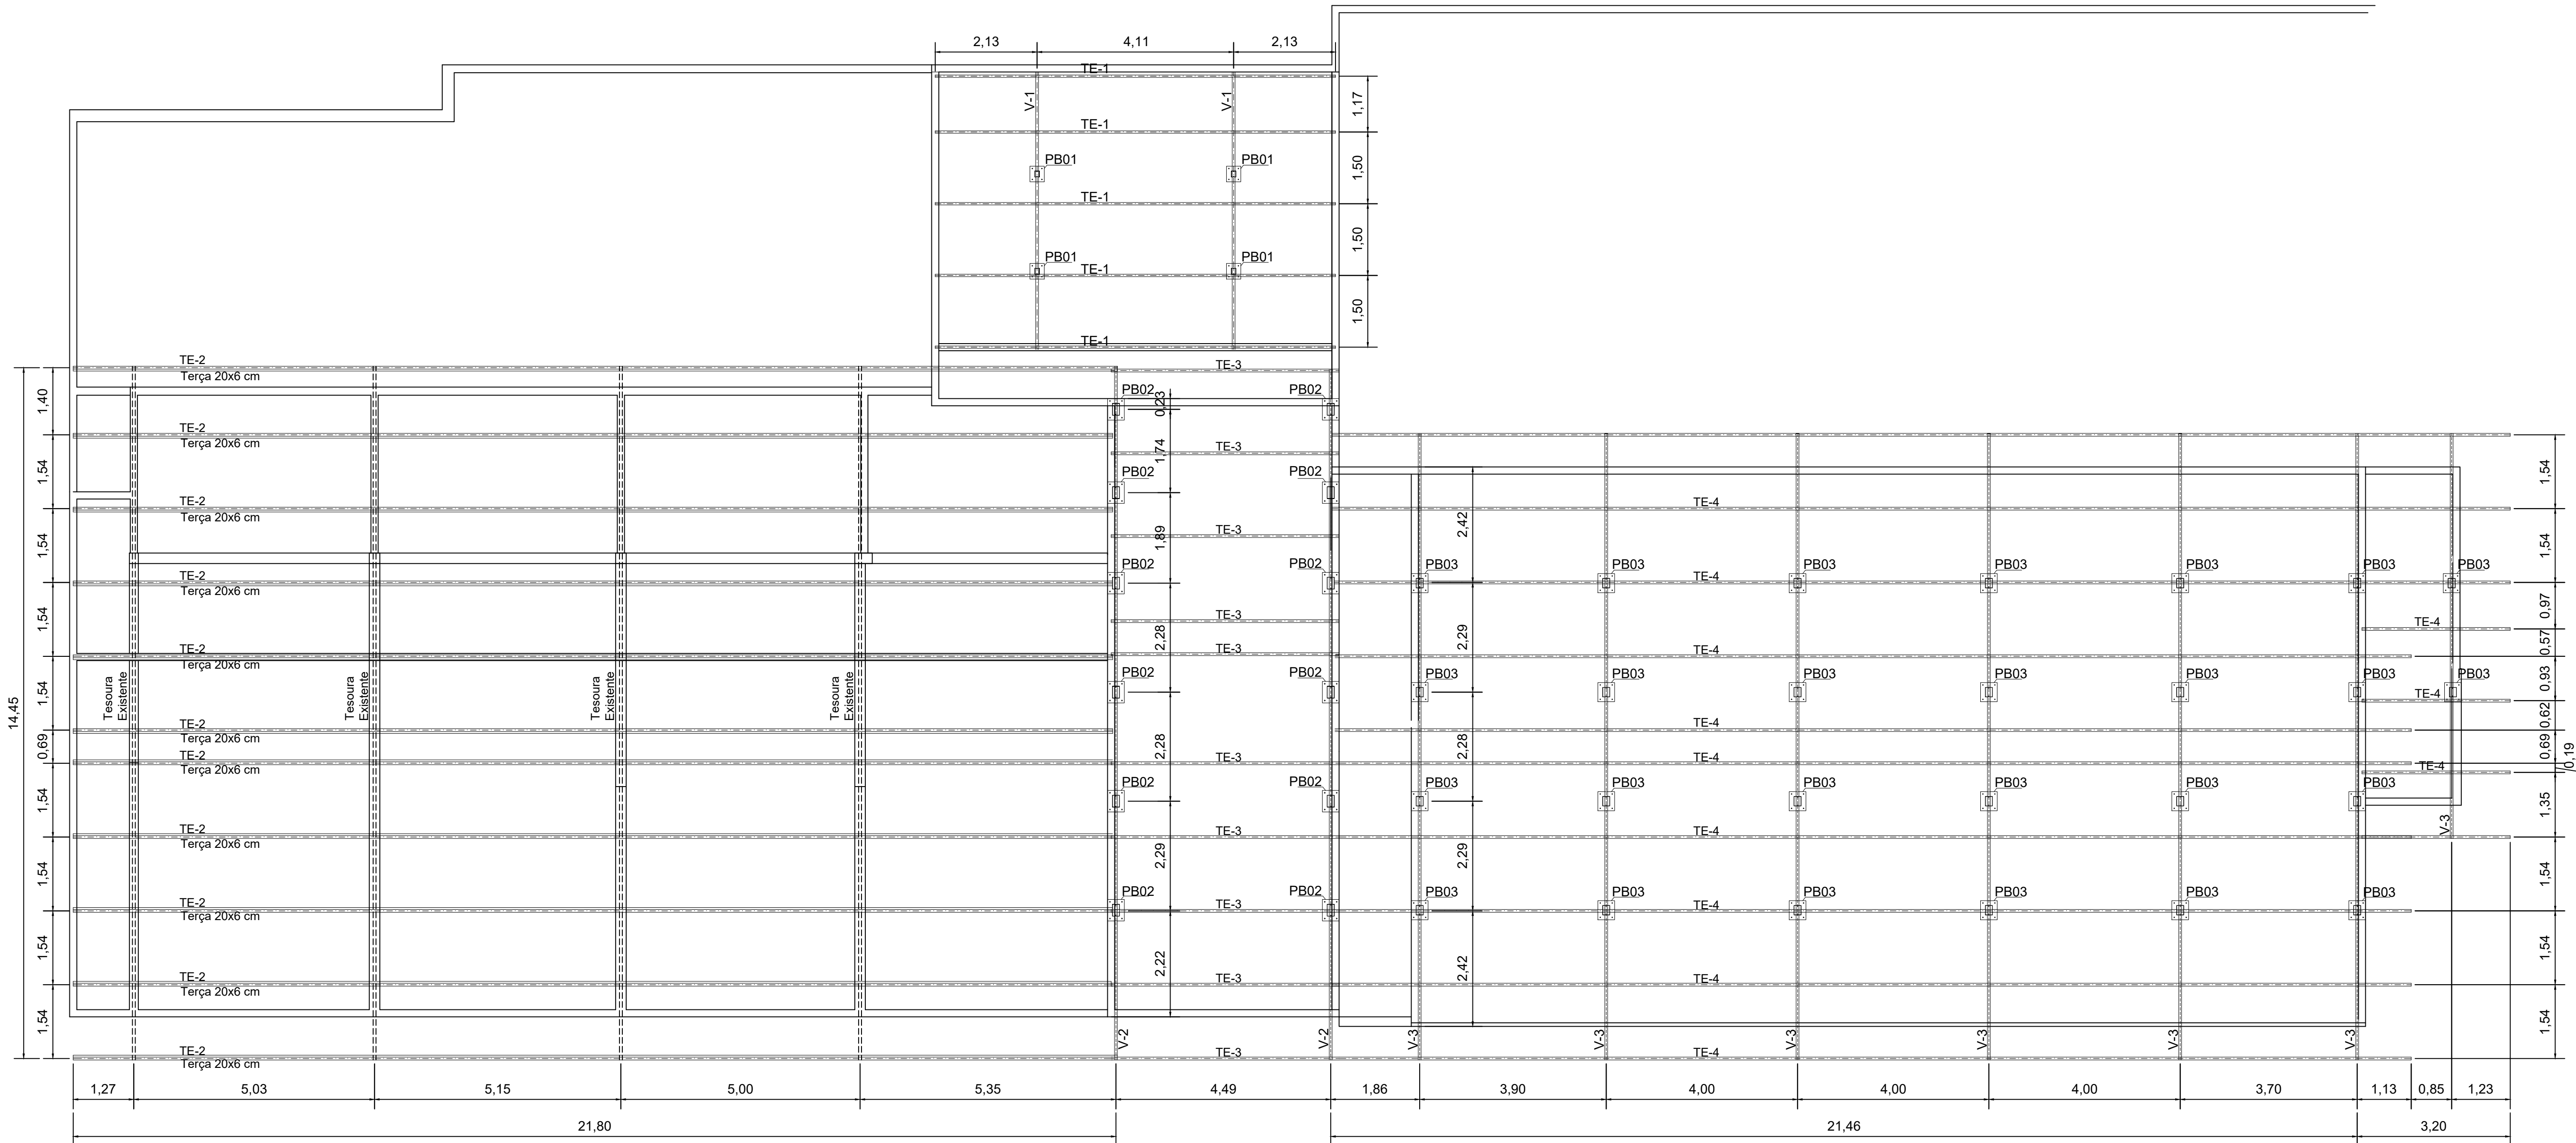 2,13
4,11
2,13
TE-1
V-1
V-1
1,17
TE-1
PB01
PB01
1,50
TE-1
1,50
PB01
PB01
TE-1
1,50
TE-1
TE-2
Terça 20x6 cm
TE-3
1,40
PB02
0,23
PB02
TE-2
Terça 20x6 cm
TE-3
1,74
1,54
PB02
PB02
1,54
TE-2
Terça 20x6 cm
TE-4
2,42
TE-3
1,89
1,54
1,54
PB02
PB02
PB03
PB03
PB03
PB03
PB03
PB03
PB03
TE-2
Terça 20x6 cm
TE-4
0,97
TE-3
TE-4
1,54
2,28
2,29
0,57
TE-2
Terça 20x6 cm
TE-3
TE-4
Tesoura
Existente
Tesoura
Existente
Tesoura
Existente
Tesoura
Existente
PB02
PB02
PB03
PB03
PB03
PB03
PB03
PB03
PB03
1,54
0,93
TE-4
14,45
0,62
TE-2
Terça 20x6 cm
TE-4
0,69
2,28
2,28
0,69
0,19
TE-2
Terça 20x6 cm
TE-3
TE-4
TE-4
PB02
PB02
PB03
PB03
PB03
PB03
PB03
PB03
1,54
1,35
TE-2
Terça 20x6 cm
TE-3
TE-4
V-3
1,54
2,29
2,29
1,54
PB02
PB02
PB03
PB03
PB03
PB03
PB03
PB03
TE-2
Terça 20x6 cm
TE-3
TE-4
1,54
2,22
2,42
1,54
TE-2
Terça 20x6 cm
TE-3
TE-4
1,54
1,54
V-2
V-2
V-3
V-3
V-3
V-3
V-3
V-3
TE-2
Terça 20x6 cm
TE-3
TE-4
1,27
5,03
5,15
5,00
5,35
4,49
1,86
3,90
4,00
4,00
4,00
3,70
1,13
0,85
1,23
21,80
21,46
3,20